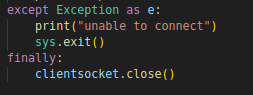 except Exception as e:
    print("unable to connect")
    sys.exit()
finally:
    clientsocket.close()